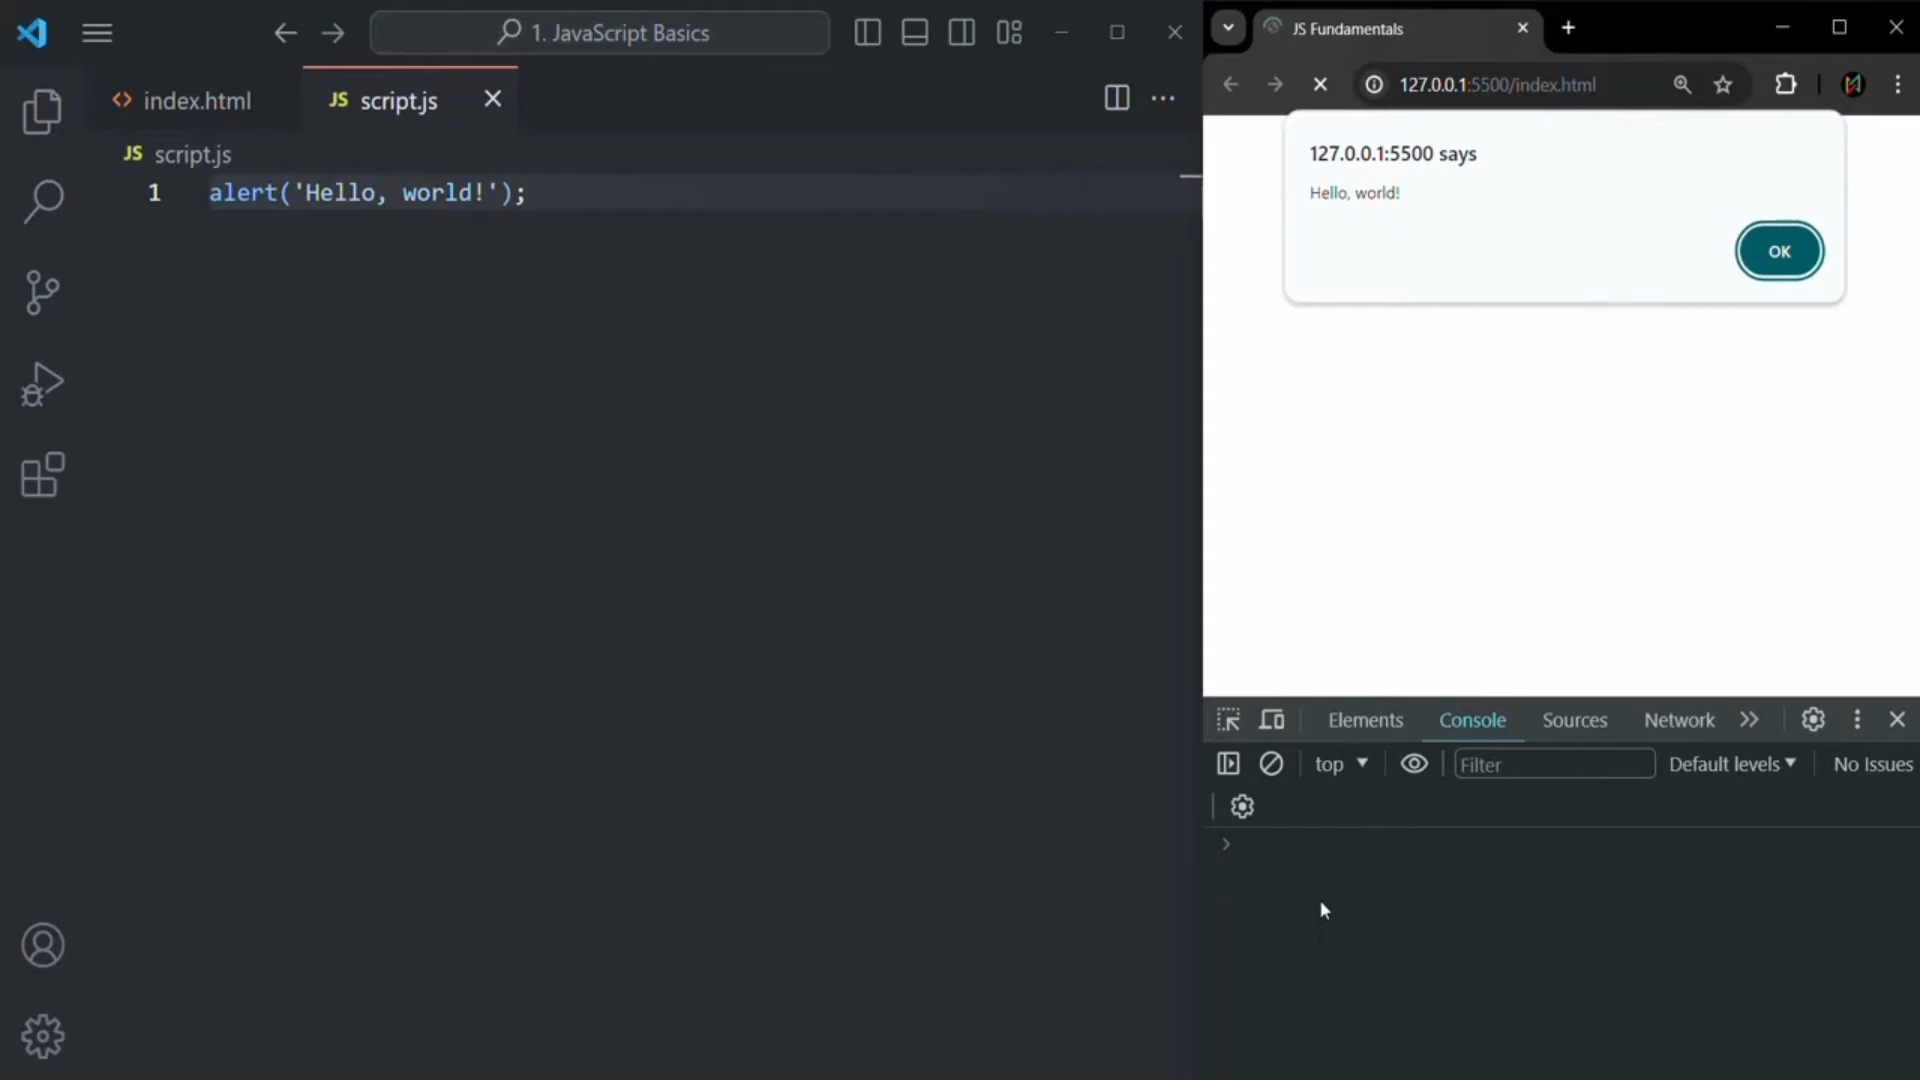 1. JavaScript Basics
index.html
JS script.js
JS script.js
1 alert('Hello, world!');
JS Fundamentals
127.0.0.1:5500/index.html
127.0.0.1:5500 says
Hello, world!
OK
Elements Console Sources Network
top Filter Default levels No Issues